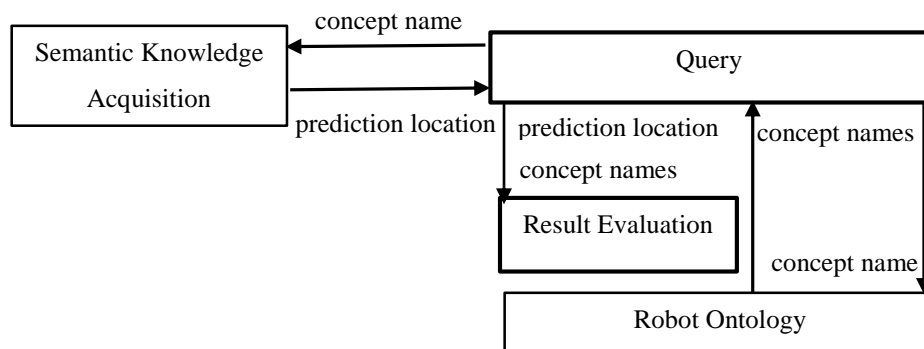 concept name
Semantic Knowledge
Acquisition
Query
prediction location
prediction location
concept names
concept names
Result Evaluation
concept name
Robot Ontology